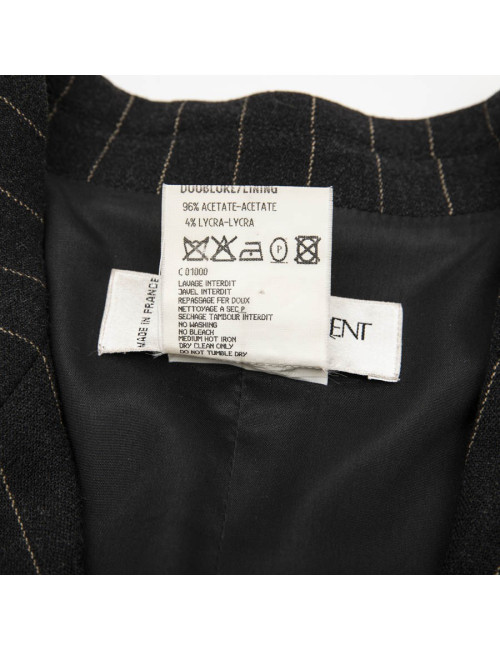 DOUBLURE/LINING
96% ACETATE-ACETATE
4% LYCRA-LYCRA
P
C 01000
LAVAGE INTERDIT
JAVEL INTERDIT
REPASSAGE FER DOUX
NETTOYAGE A SEC P
SECHAGE TAMBOUR INTERDIT
NO WASHING
NO BLEACH
MEDIUM HOT IRON
DRY CLEAN ONLY
DO NOT TUMBLE DRY
MADE IN FRANCE
ENT